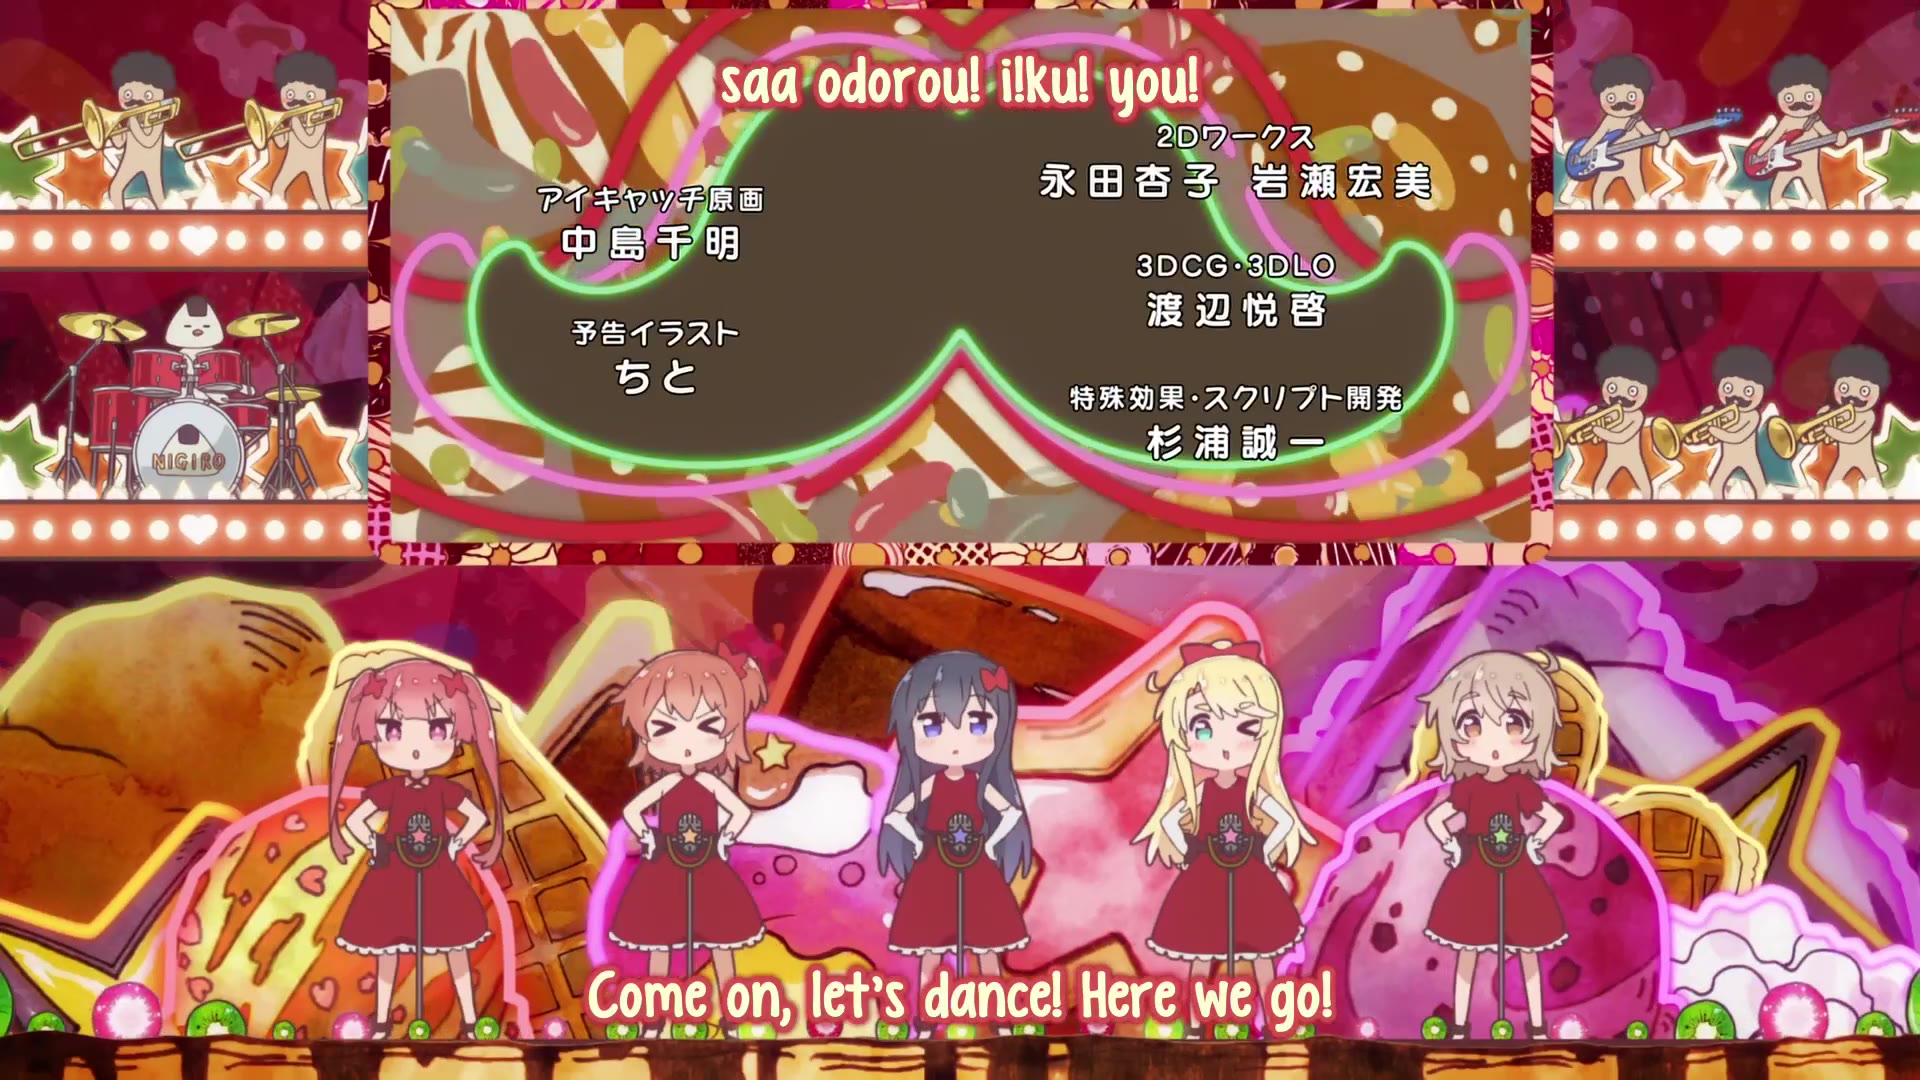 saa odorou! i!ku! you!
アイキャッチ原画
中島千明
予告イラスト
ちと
2Dワークス
永田杏子 岩瀬宏美
3DCG・3DLO
渡辺悦啓
特殊効果・スクリプト開発
杉浦誠一
NIGIRO
Come on, let's dance! Here we go!